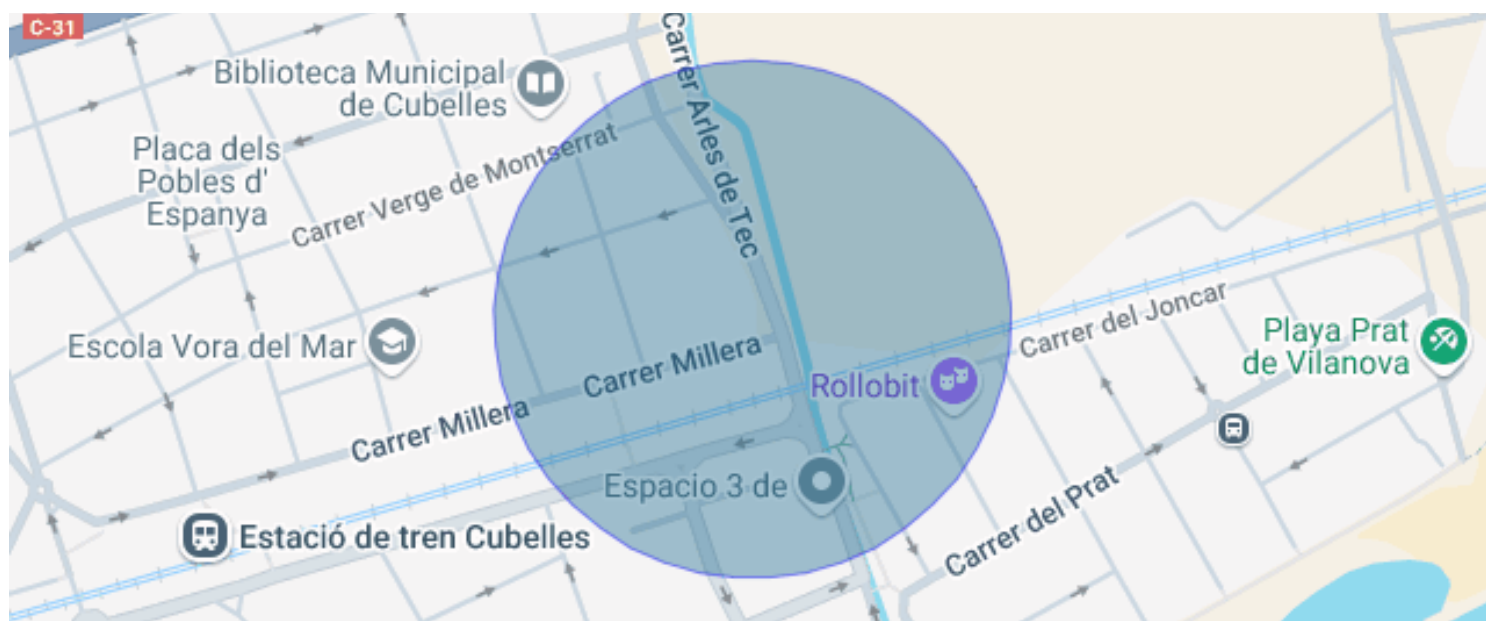 C-31
Biblioteca Municipal
de Cubelles
Placa dels
Pobles d'
Espanya
Carrer Verge de Montserrat
Carrer Arles de Tec
Escola Vora del Mar
Carrer Millera
Carrer Millera
Rollobit
Carrer del Joncar
Playa Prat
de Vilanova
Espacio 3 de
Carrer del Prat
Estació de tren Cubelles